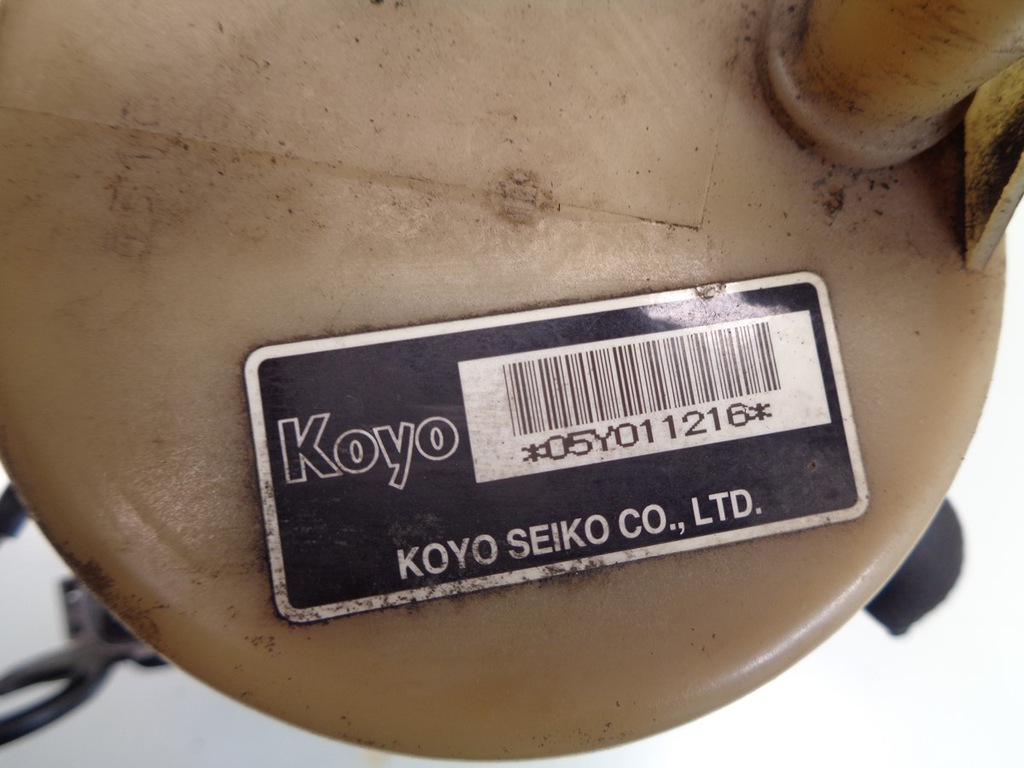 Koyo
*05Y011216*
KOYO SEIKO CO., LTD.